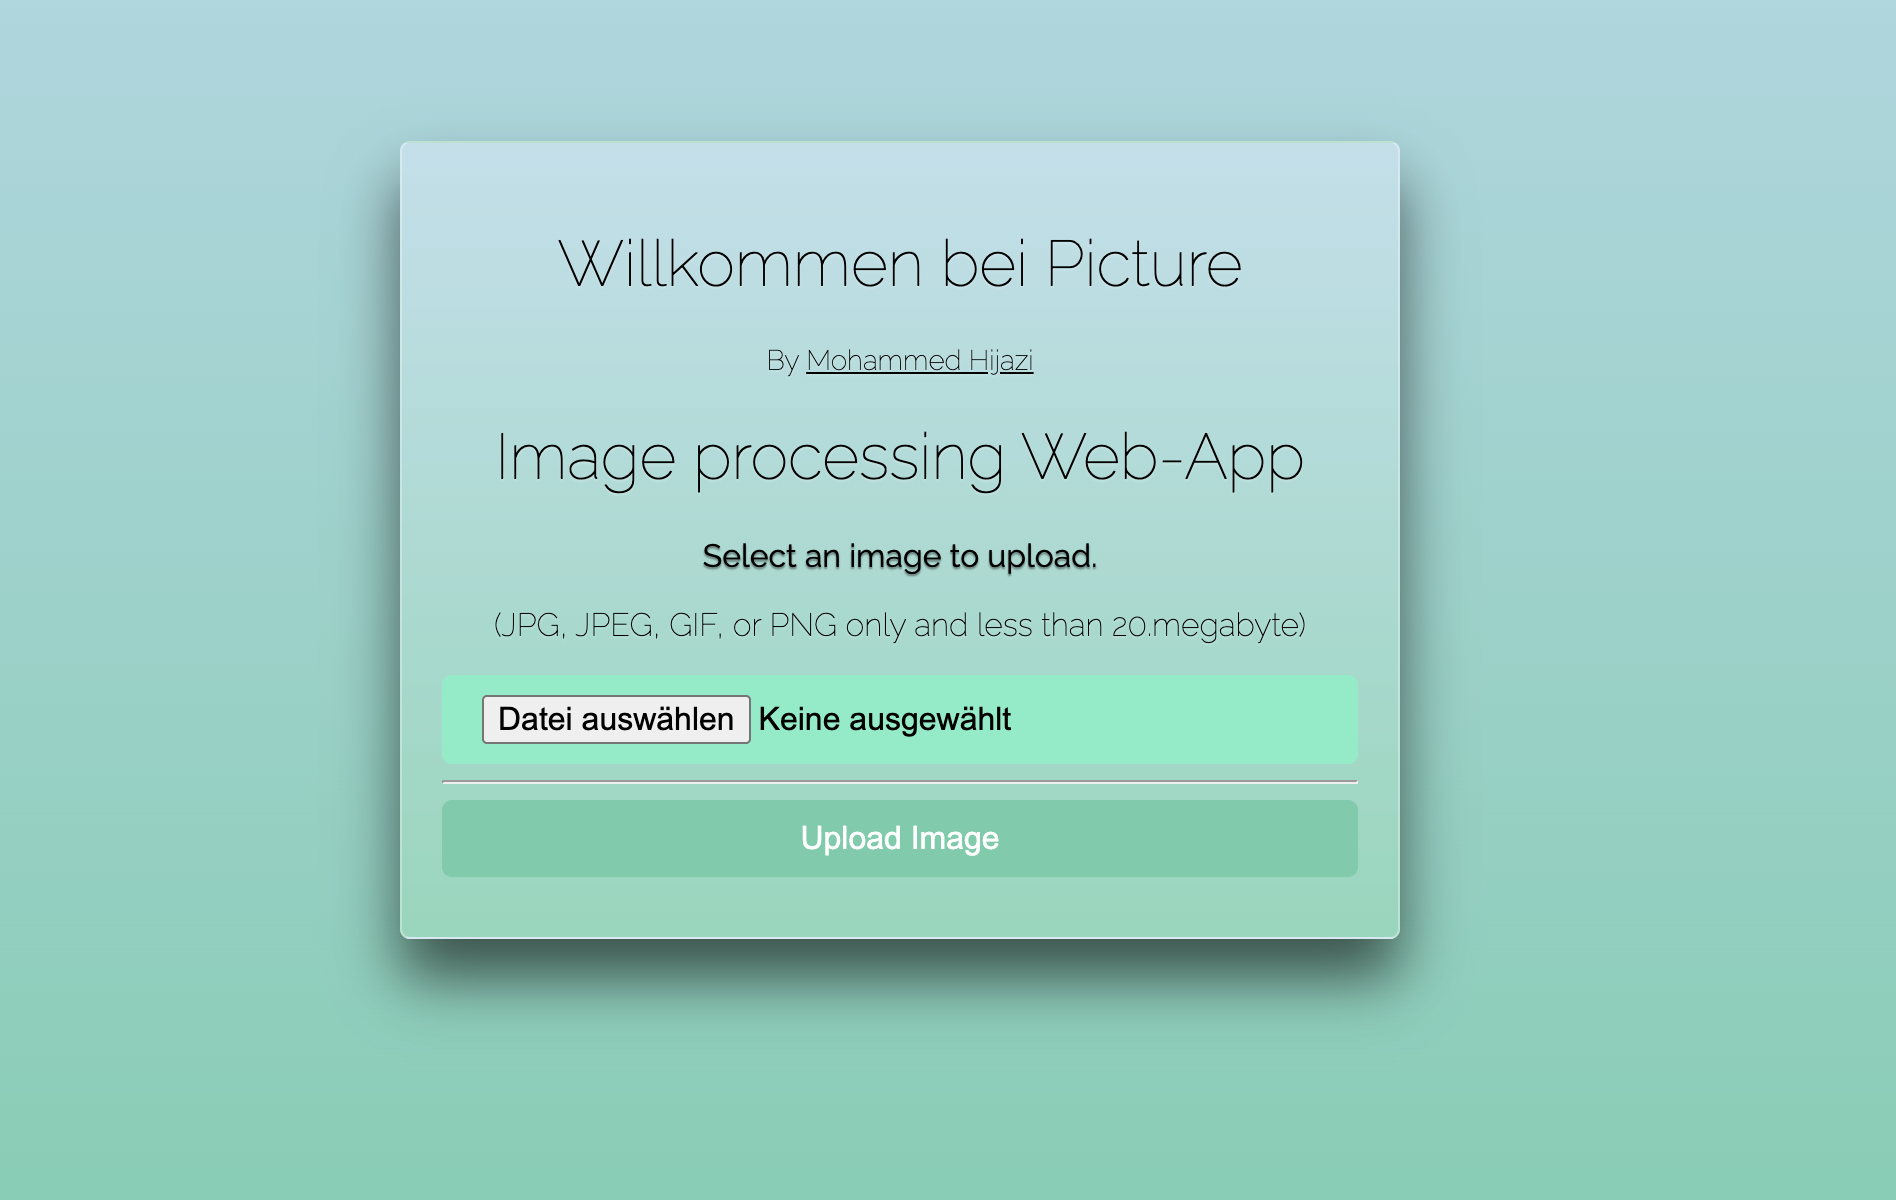 Willkommen bei Picture
By Mohammed Hijazi
Image processing Web-App
Select an image to upload.
(JPG, JPEG, GIF, or PNG only and less than 20.megabyte)
Datei auswählen Keine ausgewählt
Upload Image